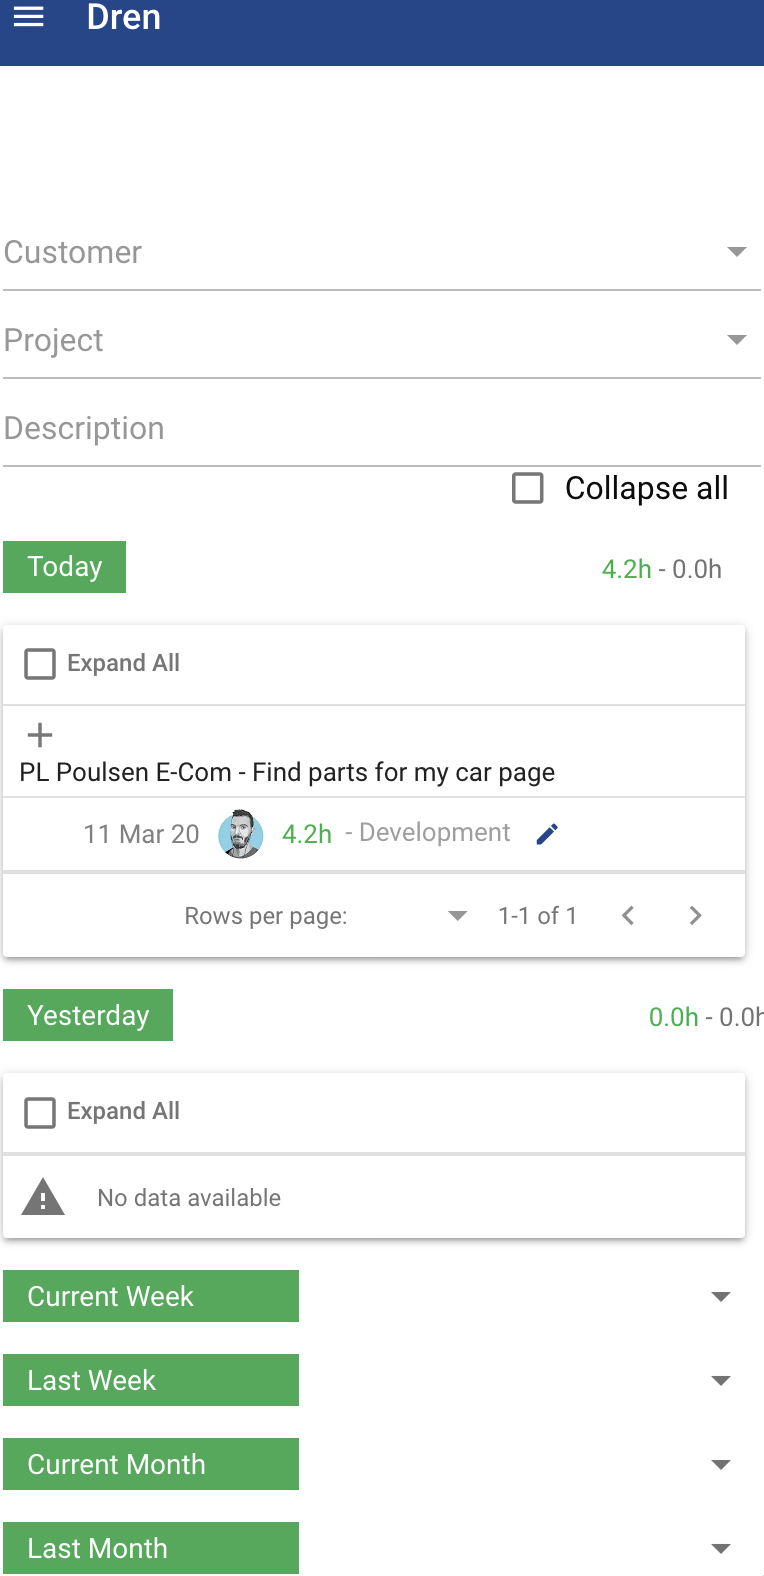 Dren
Customer
Project
Description
Collapse all
Today 4.2h - 0.0h
Expand All
PL Poulsen E-Com - Find parts for my car page
11 Mar 20 4.2h - Development
Rows per page: 1-1 of 1
Yesterday 0.0h - 0.0h
Expand All
No data available
Current Week
Last Week
Current Month
Last Month